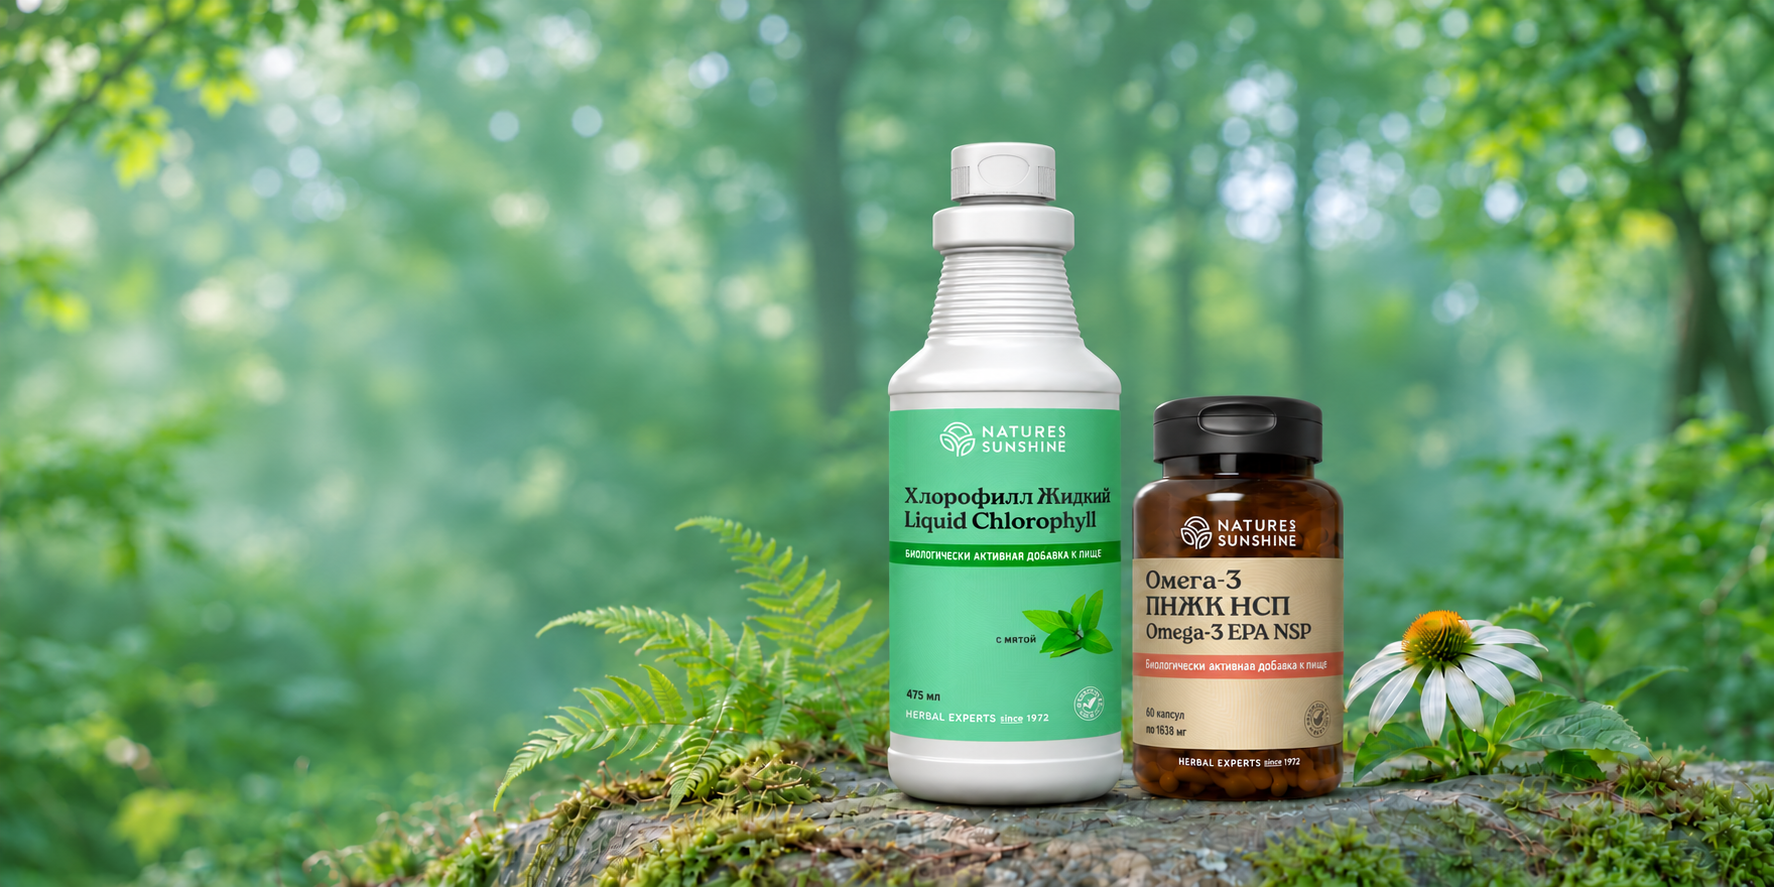 NATURES
SUNSHINE
Хлорофилл Жидкий
Liquid Chlorophyll
БИОЛОГИЧЕСКИ АКТИВНАЯ ДОБАВКА К ПИЩЕ
С МЯТОЙ
475 мл
HERBAL EXPERTS since 1972
NATURES
SUNSHINE
Омега-3
ПНЖК НСП
Omega-3 EPA NSP
Биологически активная добавка к пище
60 капсул
по 1638 мг
HERBAL EXPERTS since 1972